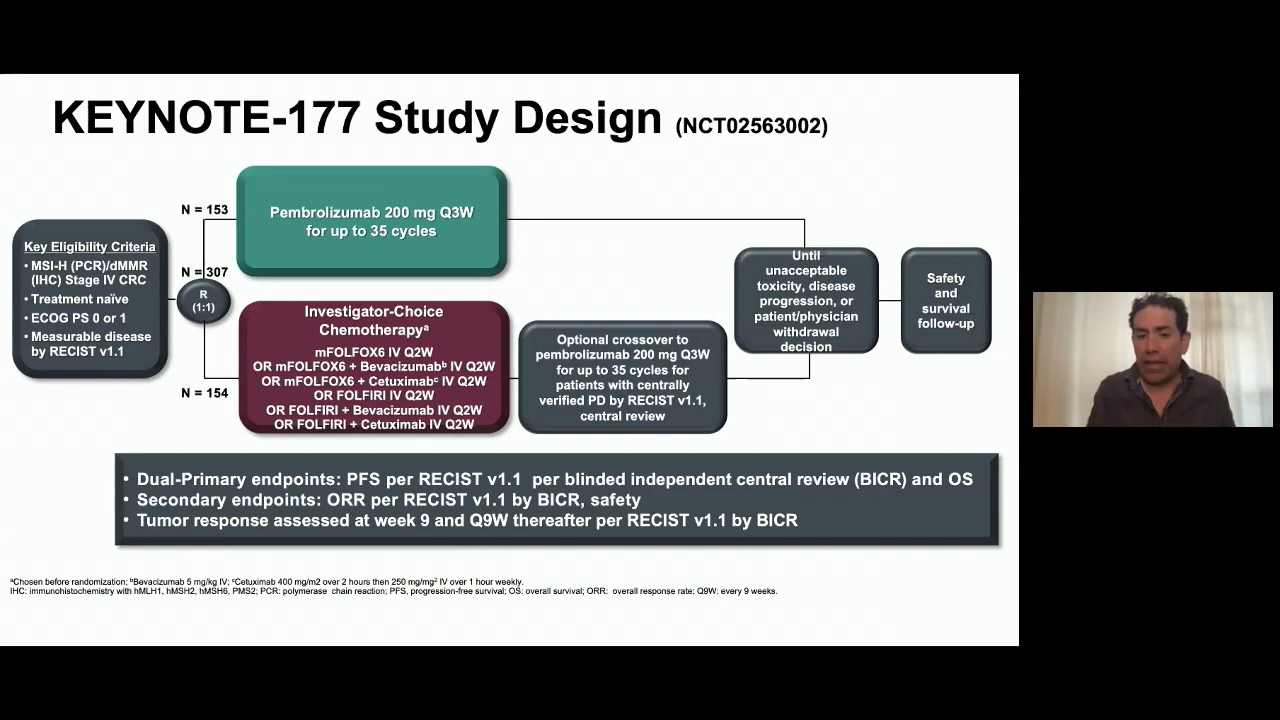 KEYNOTE-177 Study Design (NCT02563002)
Key Eligibility Criteria
• MSI-H (PCR)/dMMR
(IHC) Stage IV CRC
• Treatment naïve
• ECOG PS 0 or 1
• Measurable disease
by RECIST v1.1
N = 153
N = 307
R
(1:1)
N = 154
Pembrolizumab 200 mg Q3W
for up to 35 cycles
Investigator-Choice
Chemotherapyᵃ
mFOLFOX6 IV Q2W
OR mFOLFOX6 + Bevacizumabᵇ IV Q2W
OR mFOLFOX6 + Cetuximabᶜ IV Q2W
OR FOLFIRI IV Q2W
OR FOLFIRI + Bevacizumab IV Q2W
OR FOLFIRI + Cetuximab IV Q2W
Optional crossover to
pembrolizumab 200 mg Q3W
for up to 35 cycles for
patients with centrally
verified PD by RECIST v1.1,
central review
Until
unacceptable
toxicity, disease
progression, or
patient/physician
withdrawal
decision
Safety
and
survival
follow-up
• Dual-Primary endpoints: PFS per RECIST v1.1 per blinded independent central review (BICR) and OS
• Secondary endpoints: ORR per RECIST v1.1 by BICR, safety
• Tumor response assessed at week 9 and Q9W thereafter per RECIST v1.1 by BICR
ᵃChosen before randomization; ᵇBevacizumab 5 mg/kg IV; ᶜCetuximab 400 mg/m2 over 2 hours then 250 mg/mg² IV over 1 hour weekly.
IHC: immunohistochemistry with hMLH1, hMSH2, hMSH6, PMS2; PCR: polymerase chain reaction; PFS, progression-free survival; OS: overall survival; ORR: overall response rate; Q9W: every 9 weeks.